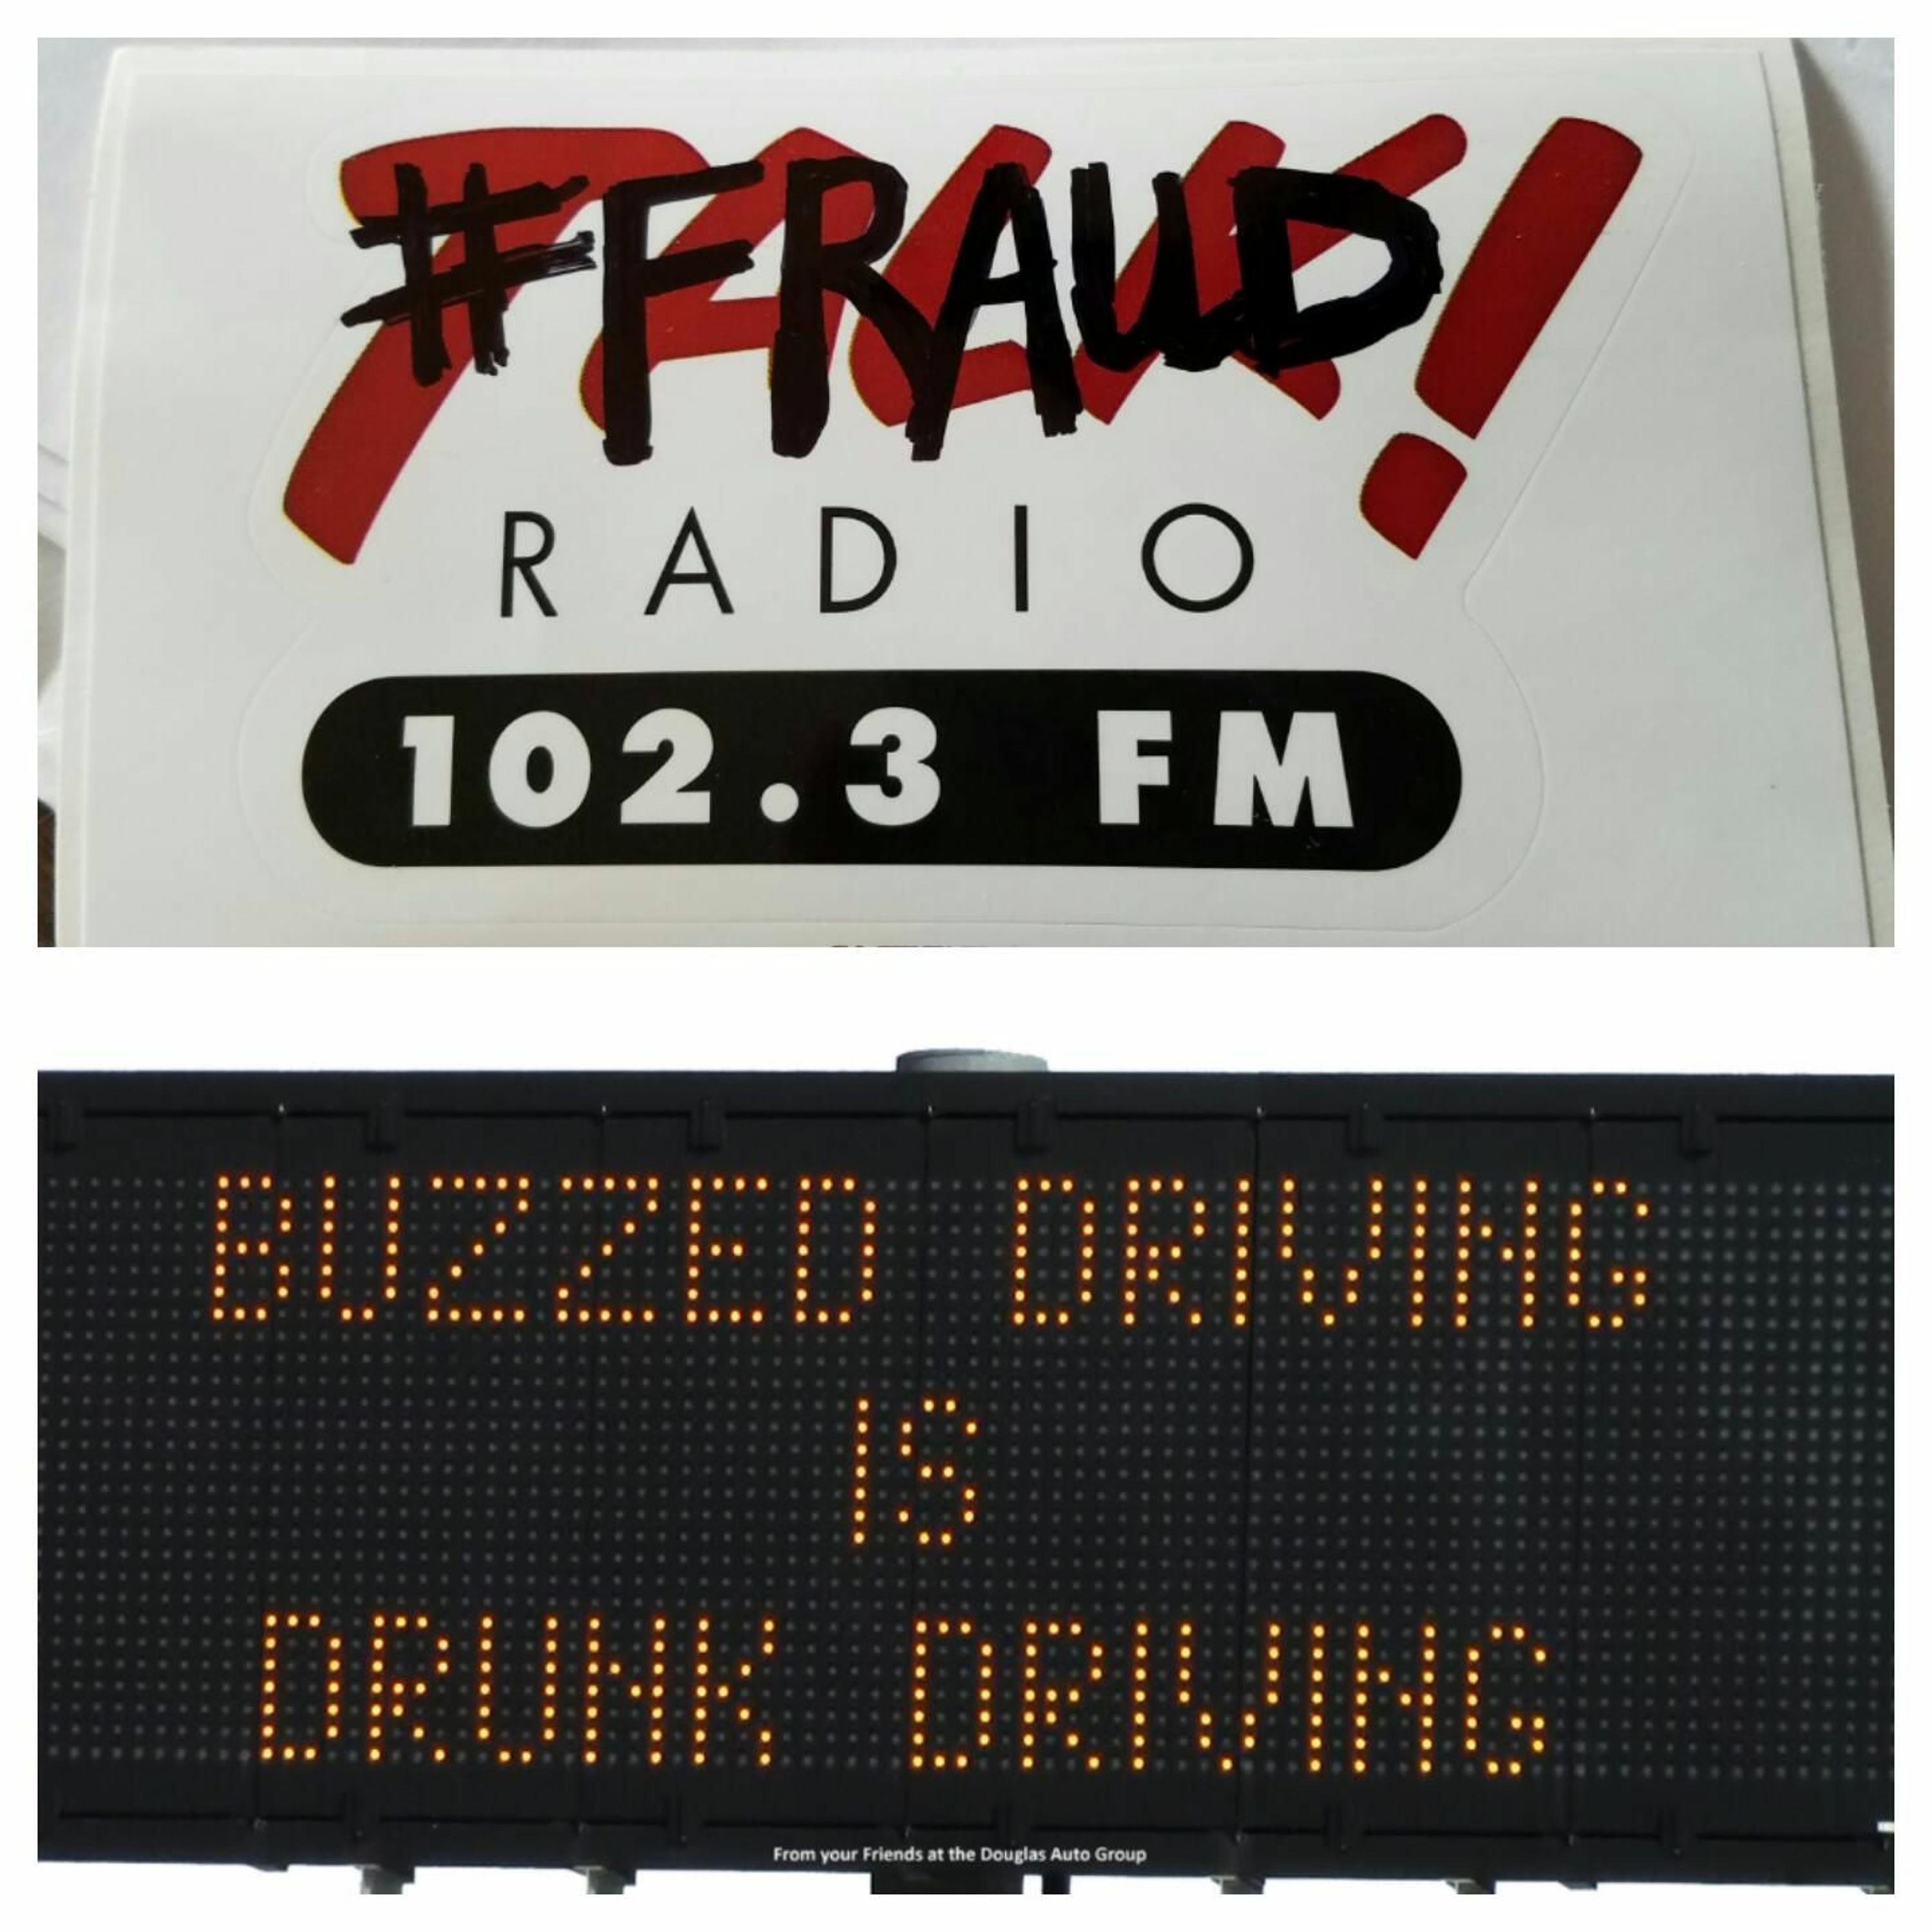 #FRAUD
RADIO
102.3 FM
BUZZED DRIVING
IS
DRUNK DRIVING
From your Friends at the Douglas Auto Group